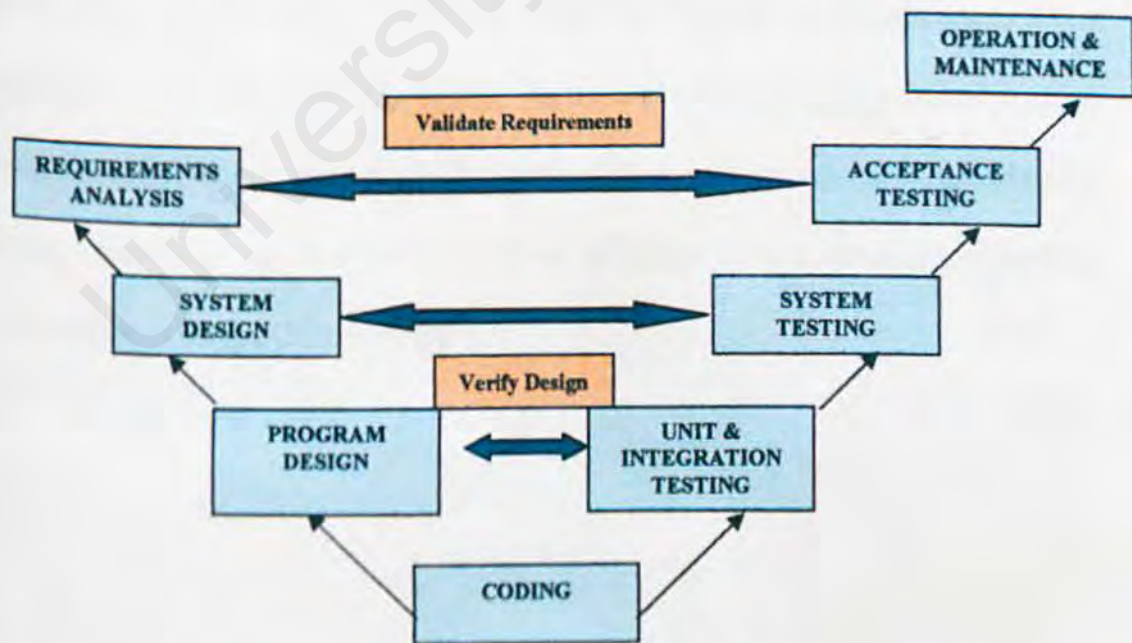 OPERATION &
MAINTENANCE
Validate Requirements
REQUIREMENTS
ANALYSIS
ACCEPTANCE
TESTING
SYSTEM
DESIGN
SYSTEM
TESTING
Verify Design
PROGRAM
DESIGN
UNIT &
INTEGRATION
TESTING
CODING
University